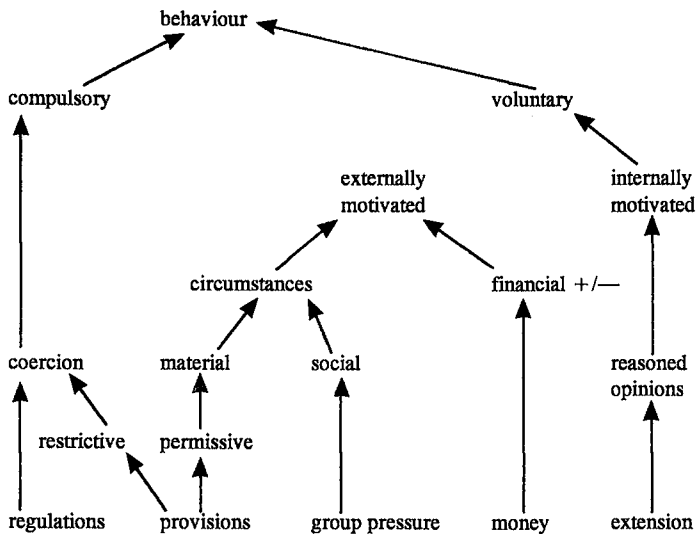 behaviour
compulsory
voluntary
externally
motivated
internally
motivated
circumstances
financial +/—
coercion
material
social
reasoned
opinions
restrictive
permissive
regulations
provisions
group pressure
money
extension